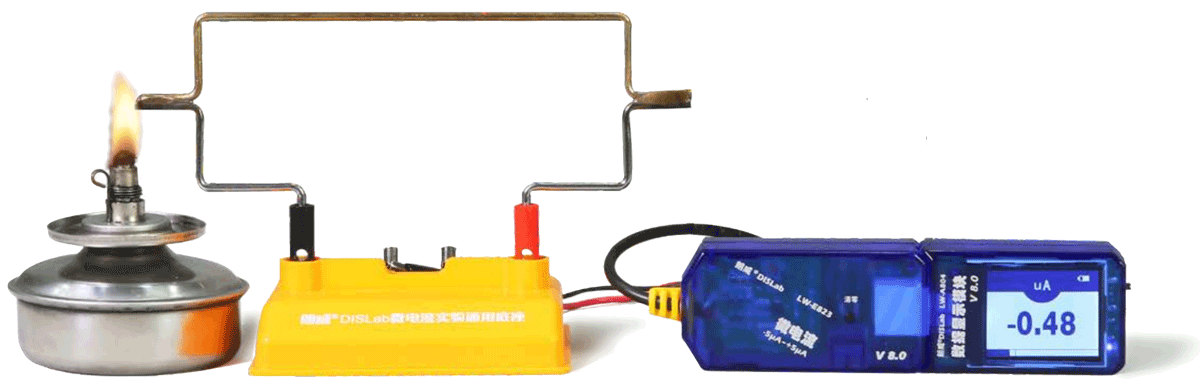 朗威®DISLab微电流实验通用底座
朗威®DISLab
LW-E823
清零
微电流
-5μA~+5μA
V 8.0
朗威®DISLab LW-A804
数据显示模块
V 8.0
uA
-0.48